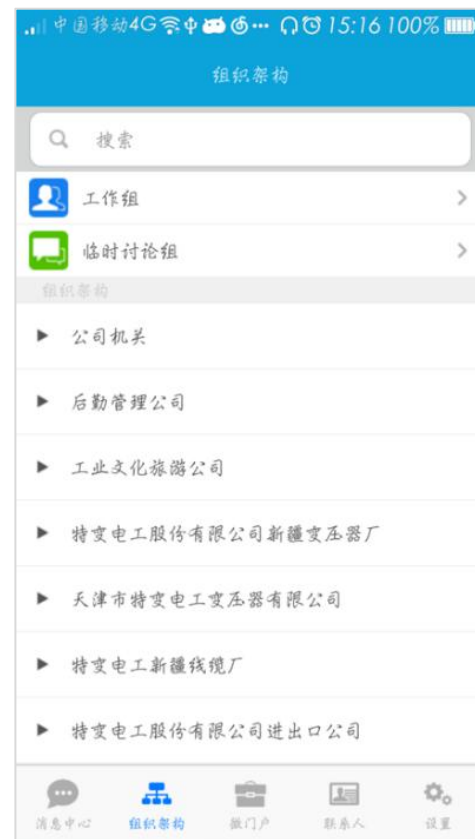 中国移动4G ... 15:16 100%
组织架构
搜索
工作组
临时讨论组
组织架构
公司机关
后勤管理公司
工业文化旅游公司
特变电工股份有限公司新疆变压器厂
天津市特变电工变压器有限公司
特变电工新疆线缆厂
特变电工股份有限公司进出口公司
消息中心 组织架构 微门户 联系人 设置